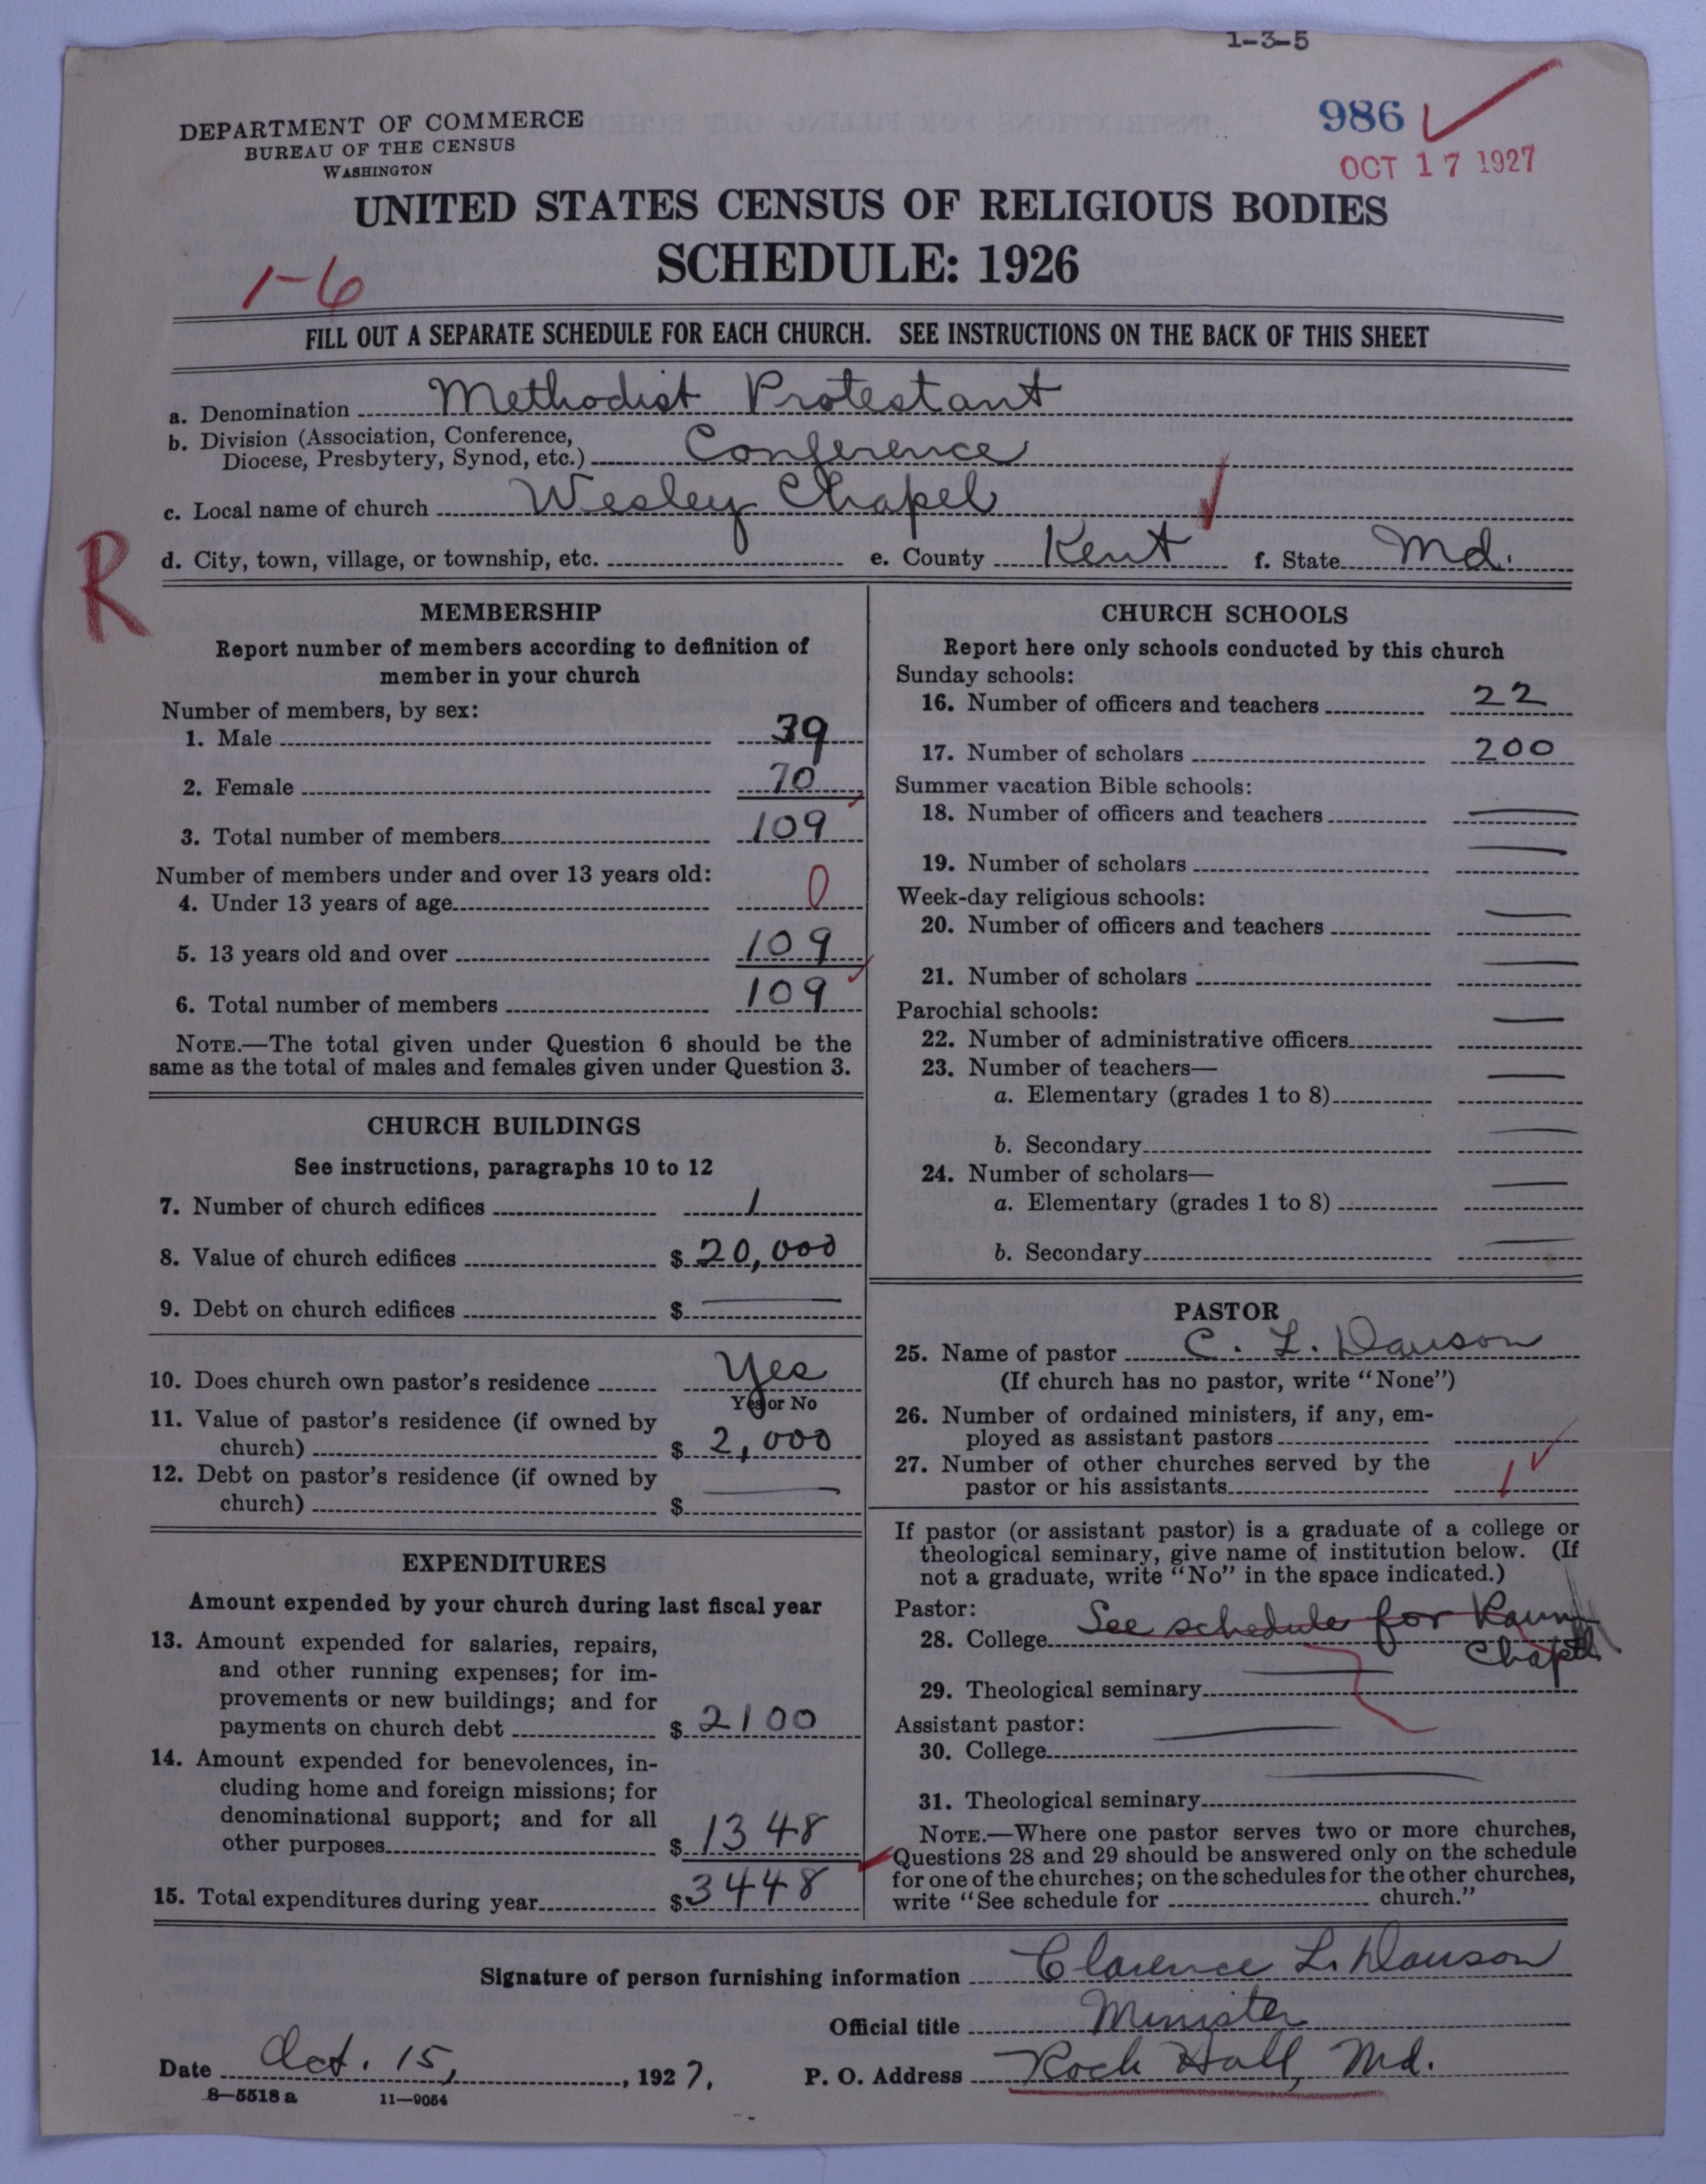 1-3-5
DEPARTMENT OF COMMERCE
BUREAU OF THE CENSUS
WASHINGTON
986
OCT 17 1927
UNITED STATES CENSUS OF RELIGIOUS BODIES
SCHEDULE: 1926
1-6
FILL OUT A SEPARATE SCHEDULE FOR EACH CHURCH. SEE INSTRUCTIONS ON THE BACK OF THIS SHEET
a. Denomination Methodist Protestant
b. Division (Association, Conference,
Diocese, Presbytery, Synod, etc.) Conference
c. Local name of church Wesley Chapel
R
d. City, town, village, or township, etc. e. County Kent f. State Md.
MEMBERSHIP
Report number of members according to definition of
member in your church
Number of members, by sex:
1. Male 39
2. Female 70
3. Total number of members 109
Number of members under and over 13 years old:
4. Under 13 years of age 0
5. 13 years old and over 109
6. Total number of members 109
NOTE.—The total given under Question 6 should be the
same as the total of males and females given under Question 3.
CHURCH BUILDINGS
See instructions, paragraphs 10 to 12
7. Number of church edifices 1
8. Value of church edifices $ 20,000
9. Debt on church edifices $
10. Does church own pastor's residence Yes
Yes or No
11. Value of pastor's residence (if owned by
church) $ 2,000
12. Debt on pastor's residence (if owned by
church) $
EXPENDITURES
Amount expended by your church during last fiscal year
13. Amount expended for salaries, repairs,
and other running expenses; for im-
provements or new buildings; and for
payments on church debt $ 2100
14. Amount expended for benevolences, in-
cluding home and foreign missions; for
denominational support; and for all
other purposes $ 1348
15. Total expenditures during year $ 3448
CHURCH SCHOOLS
Report here only schools conducted by this church
Sunday schools:
16. Number of officers and teachers 22
17. Number of scholars 200
Summer vacation Bible schools:
18. Number of officers and teachers
19. Number of scholars
Week-day religious schools:
20. Number of officers and teachers
21. Number of scholars
Parochial schools:
22. Number of administrative officers
23. Number of teachers—
a. Elementary (grades 1 to 8)
b. Secondary
24. Number of scholars—
a. Elementary (grades 1 to 8)
b. Secondary
PASTOR
25. Name of pastor C. L. Dawson
(If church has no pastor, write "None")
26. Number of ordained ministers, if any, em-
ployed as assistant pastors
27. Number of other churches served by the
pastor or his assistants 1
If pastor (or assistant pastor) is a graduate of a college or
theological seminary, give name of institution below. (If
not a graduate, write "No" in the space indicated.)
Pastor:
28. College See schedule for
Chapel
29. Theological seminary
Assistant pastor:
30. College
31. Theological seminary
NOTE.—Where one pastor serves two or more churches,
Questions 28 and 29 should be answered only on the schedule
for one of the churches; on the schedules for the other churches,
write "See schedule for church."
Signature of person furnishing information Clarence L. Dawson
Official title Minister
Date Oct. 15, 1927, P. O. Address Rock Hall, Md.
8-5518 a 11-9054